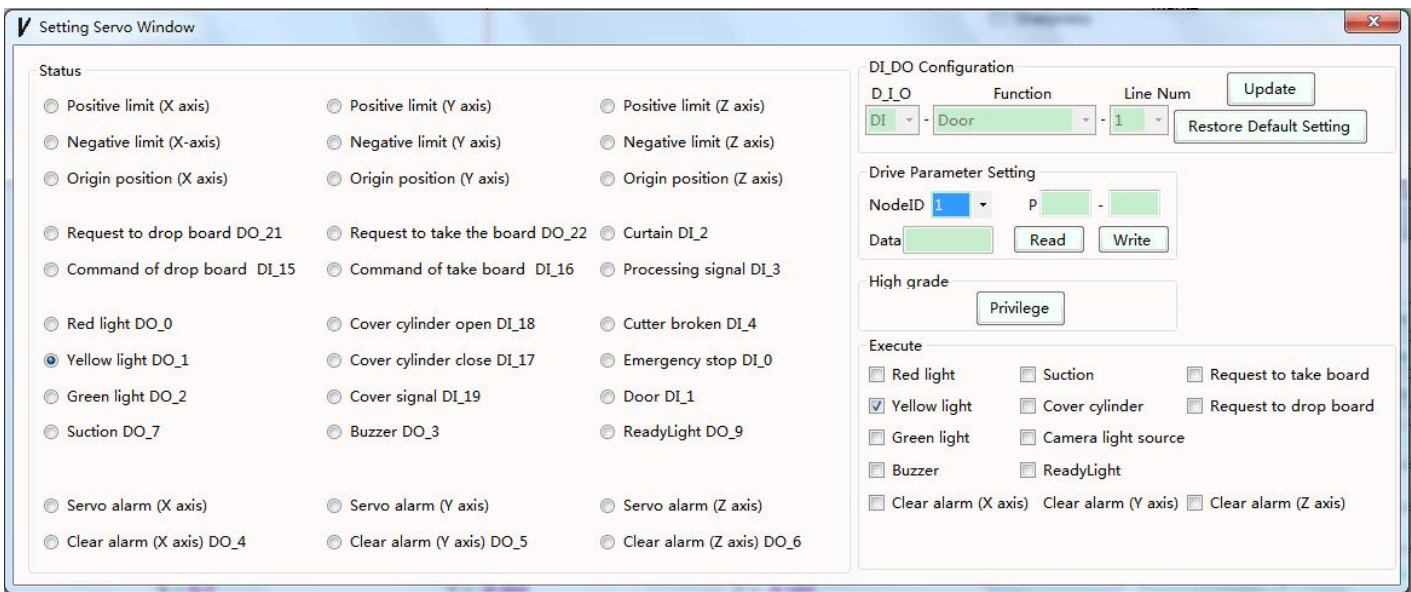 Setting Servo Window
x
Status
Positive limit (X axis) Positive limit (Y axis) Positive limit (Z axis)
Negative limit (X-axis) Negative limit (Y axis) Negative limit (Z axis)
Origin position (X axis) Origin position (Y axis) Origin position (Z axis)
Request to drop board DO_21 Request to take the board DO_22 Curtain DI_2
Command of drop board DI_15 Command of take board DI_16 Processing signal DI_3
Red light DO_0 Cover cylinder open DI_18 Cutter broken DI_4
Yellow light DO_1 Cover cylinder close DI_17 Emergency stop DI_0
Green light DO_2 Cover signal DI_19 Door DI_1
Suction DO_7 Buzzer DO_3 ReadyLight DO_9
Servo alarm (X axis) Servo alarm (Y axis) Servo alarm (Z axis)
Clear alarm (X axis) DO_4 Clear alarm (Y axis) DO_5 Clear alarm (Z axis) DO_6
DI_DO Configuration
D_I_O Function Line Num Update
DI - Door - 1 Restore Default Setting
Drive Parameter Setting
NodeID 1 P -
Data Read Write
High grade
Privilege
Execute
Red light Suction Request to take board
Yellow light Cover cylinder Request to drop board
Green light Camera light source
Buzzer ReadyLight
Clear alarm (X axis) Clear alarm (Y axis) Clear alarm (Z axis)